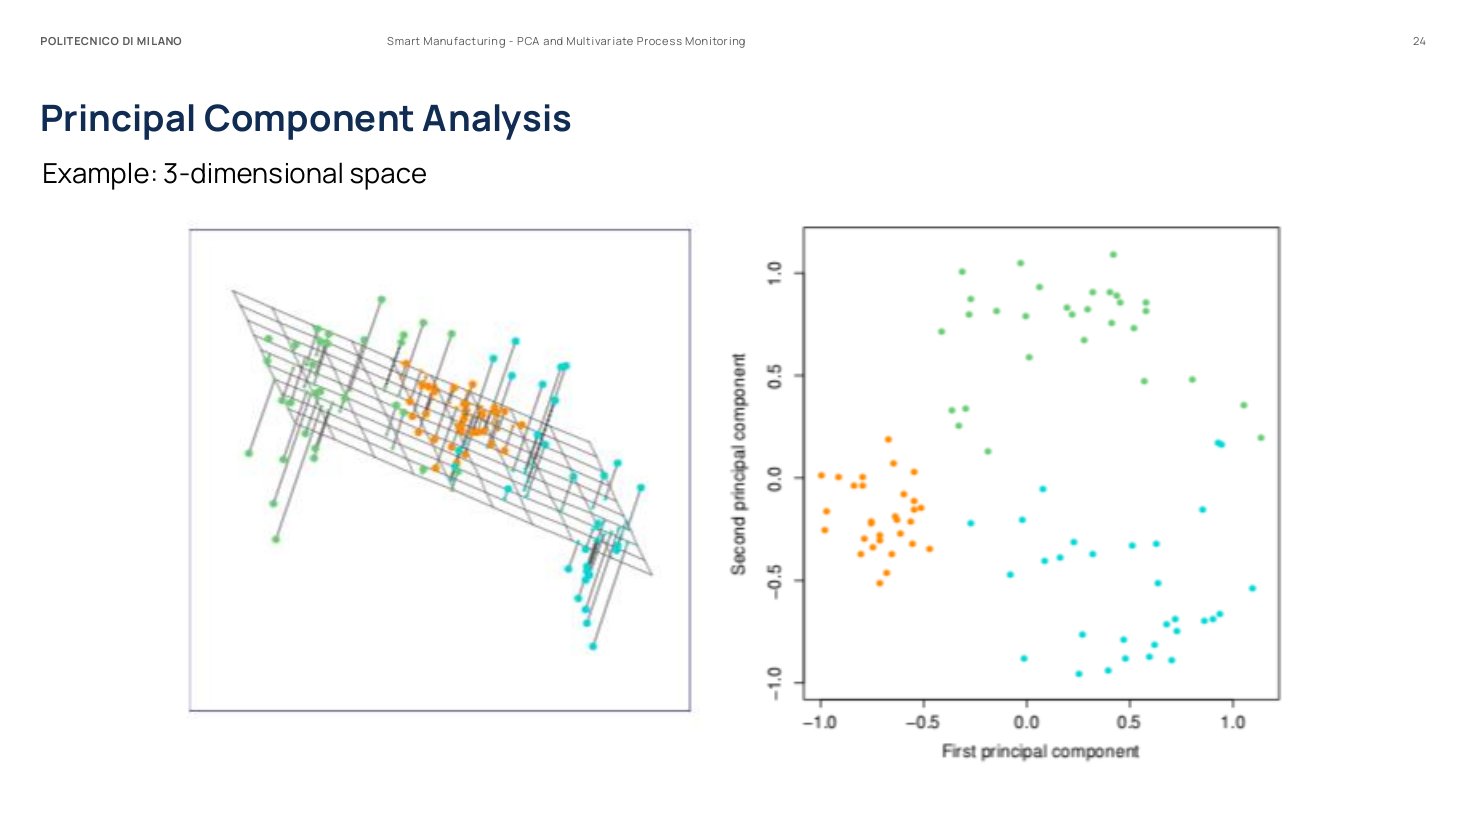 POLITECNICO DI MILANO
Smart Manufacturing - PCA and Multivariate Process Monitoring
24
Principal Component Analysis
Example: 3-dimensional space
Second principal component
1.0
0.5
0.0
−0.5
−1.0
−1.0 −0.5 0.0 0.5 1.0
First principal component